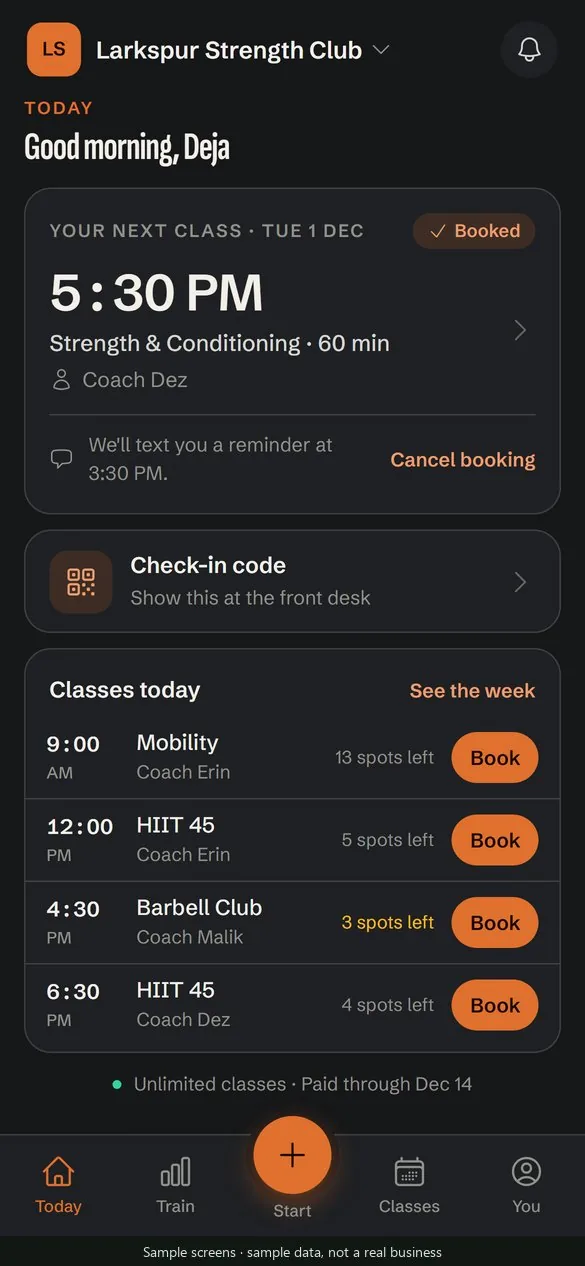 LS
Larkspur Strength Club
TODAY
Good morning, Deja
YOUR NEXT CLASS · TUE 1 DEC
Booked
5:30 PM
Strength & Conditioning · 60 min
Coach Dez
We'll text you a reminder at
3:30 PM.
Cancel booking
Check-in code
Show this at the front desk
Classes today
See the week
9:00
AM
Mobility
Coach Erin
13 spots left
Book
12:00
PM
HIIT 45
Coach Erin
5 spots left
Book
4:30
PM
Barbell Club
Coach Malik
3 spots left
Book
6:30
PM
HIIT 45
Coach Dez
4 spots left
Book
Unlimited classes · Paid through Dec 14
Today
Train
Start
Classes
You
Sample screens · sample data, not a real business